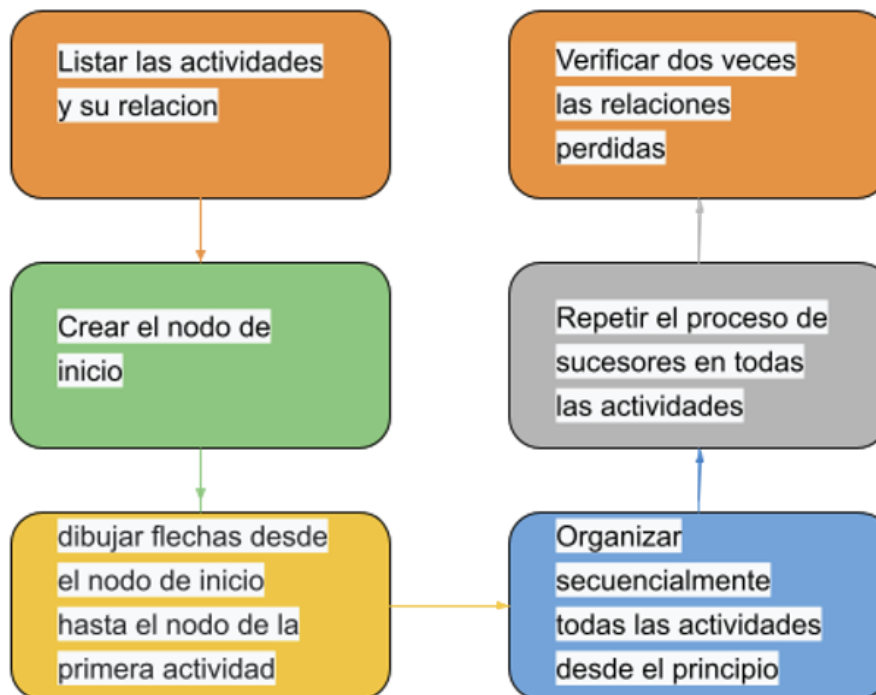 Listar las actividades
y su relacion
Crear el nodo de
inicio
dibujar flechas desde
el nodo de inicio
hasta el nodo de la
primera actividad
Organizar
secuencialmente
todas las actividades
desde el principio
Repetir el proceso de
sucesores en todas
las actividades
Verificar dos veces
las relaciones
perdidas